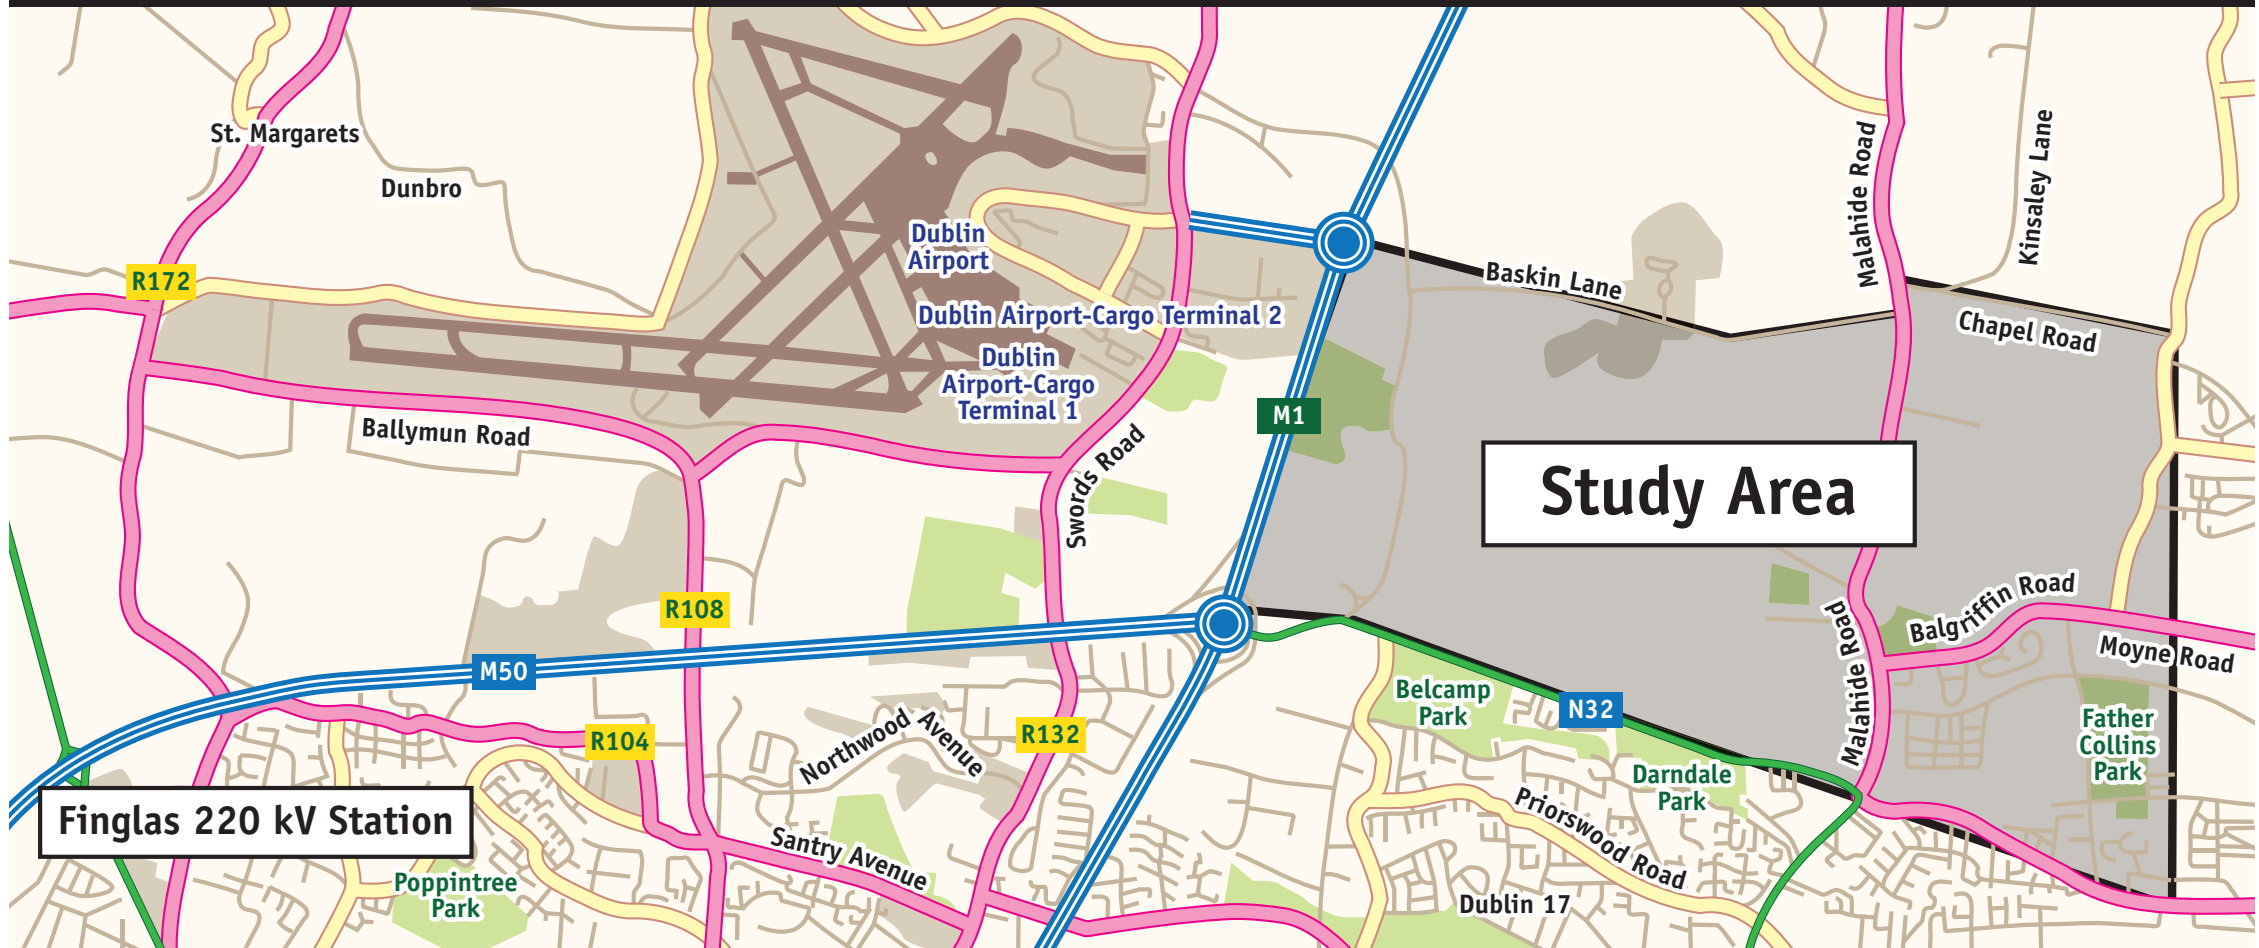 St. Margarets
Dunbro
Malahide Road
Kinsaley Lane
Dublin
Airport
R172
Baskin Lane
Dublin Airport-Cargo Terminal 2
Chapel Road
Dublin
Airport-Cargo
Terminal 1
M1
Ballymun Road
Swords Road
Study Area
R108
Balgriffin Road
Malahide Road
Moyne Road
M50
Belcamp
Park
N32
Northwood Avenue
R132
R104
Father
Collins
Park
Darndale
Park
Finglas 220 kV Station
Priorswood Road
Santry Avenue
Poppintree
Park
Dublin 17